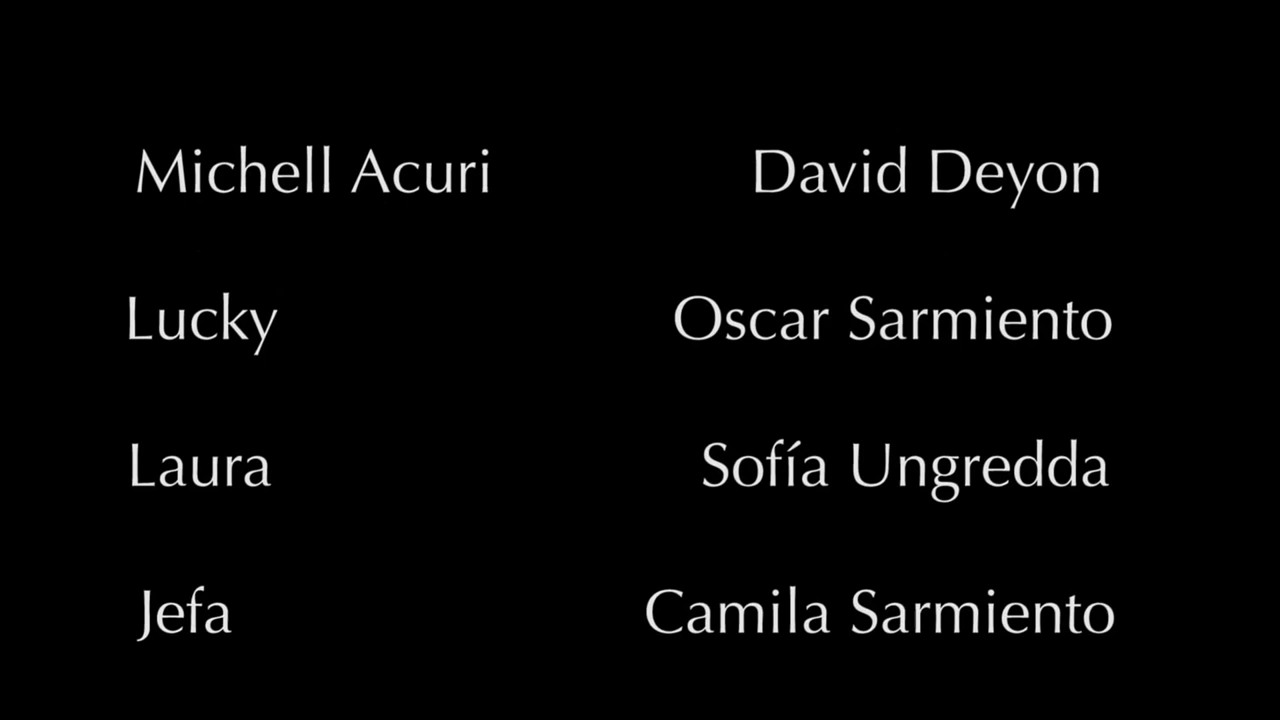 Michell Acuri David Deyon
Lucky Oscar Sarmiento
Laura Sofía Ungredda
Jefa Camila Sarmiento